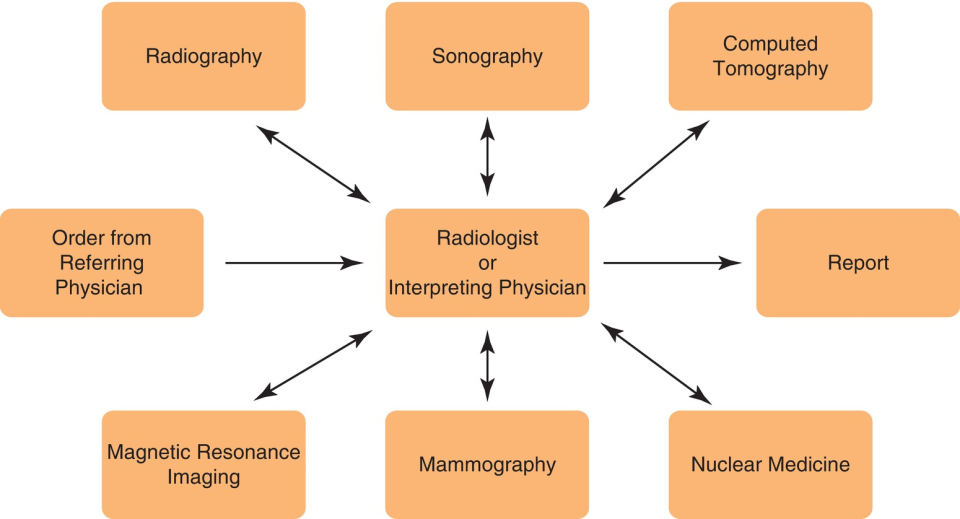 Radiography
Sonography
Computed
Tomography
Order from
Referring
Physician
Radiologist
or
Interpreting Physician
Report
Magnetic Resonance
Imaging
Mammography
Nuclear Medicine